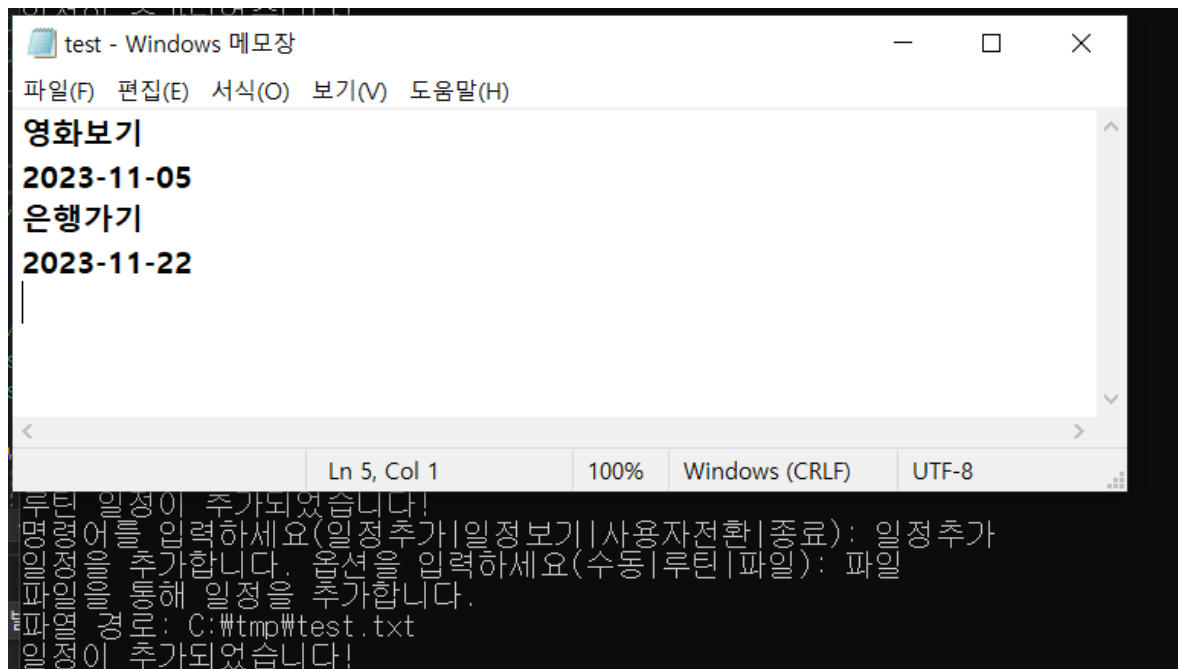 test - Windows 메모장
파일(F) 편집(E) 서식(O) 보기(V) 도움말(H)
영화보기
2023-11-05
은행가기
2023-11-22
Ln 5, Col 1 100% Windows (CRLF) UTF-8
루틴 일정이 추가되었습니다!
명령어를 입력하세요(일정추가|일정보기|사용자전환|종료): 일정추가
일정을 추가합니다. 옵션을 입력하세요(수동|루틴|파일): 파일
파일을 통해 일정을 추가합니다.
파열 경로: C:₩tmp₩test.txt
일정이 추가되었습니다!